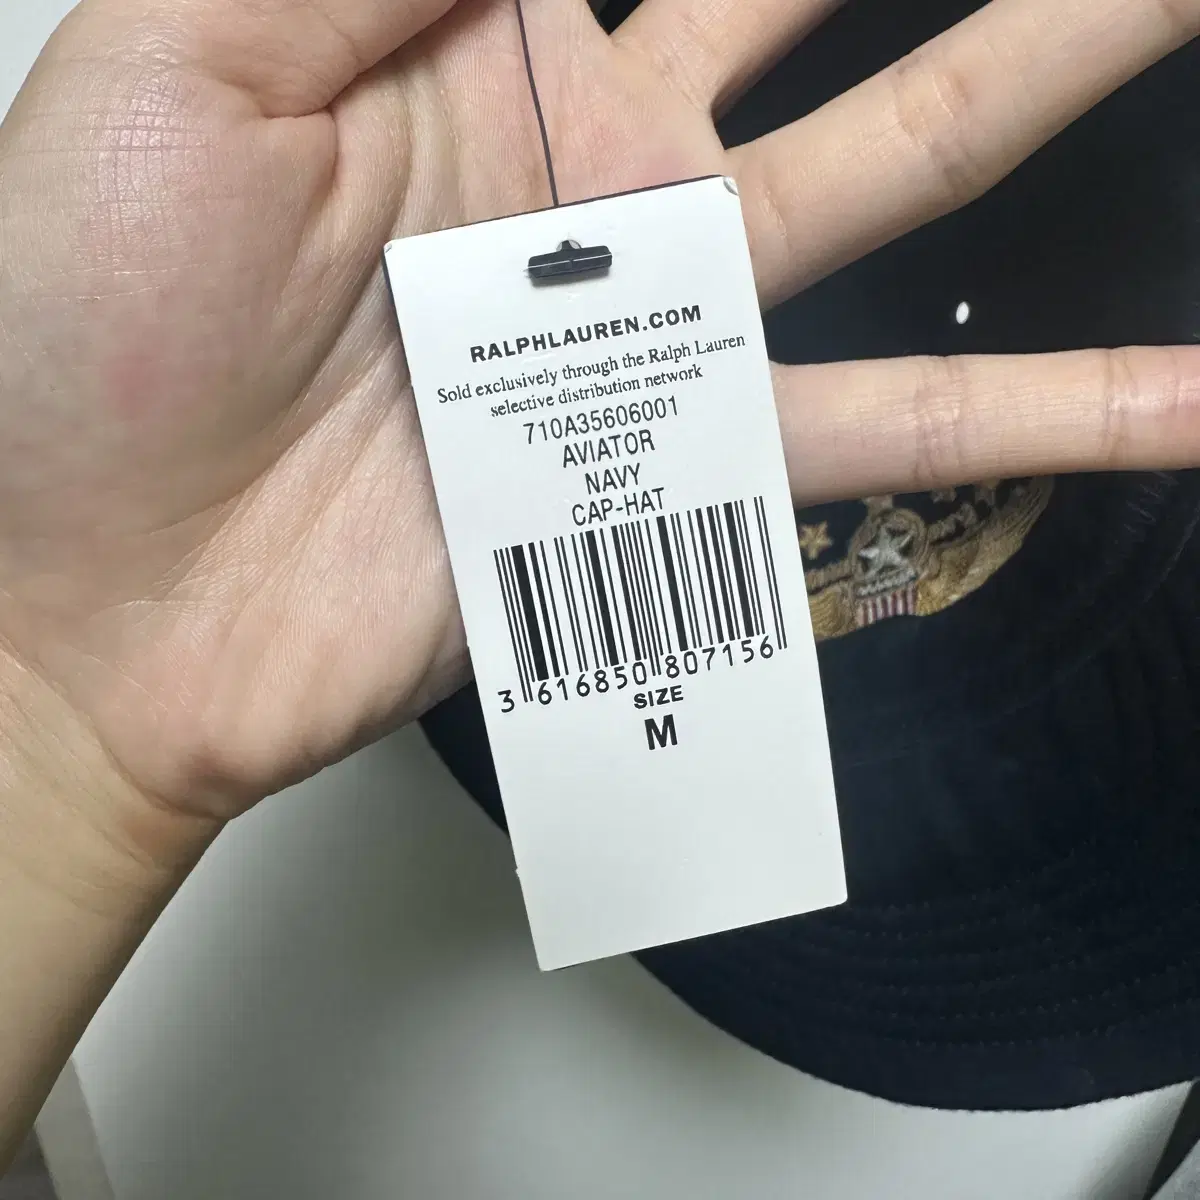 RALPHLAUREN.COM
Sold exclusively through the Ralph Lauren
selective distribution network
710A35606001
AVIATOR
NAVY
CAP-HAT
3 616850 807156
SIZE
M